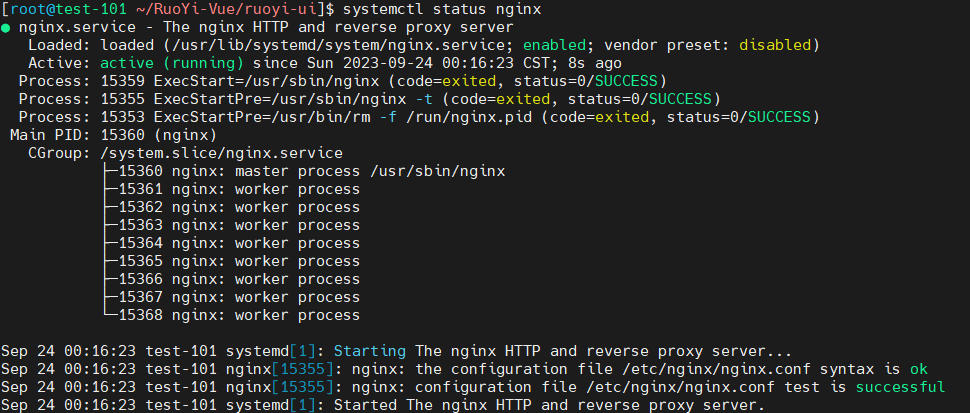 [root@test-101 ~/RuoYi-Vue/ruoyi-ui]$ systemctl status nginx
● nginx.service - The nginx HTTP and reverse proxy server
   Loaded: loaded (/usr/lib/systemd/system/nginx.service; enabled; vendor preset: disabled)
   Active: active (running) since Sun 2023-09-24 00:16:23 CST; 8s ago
  Process: 15359 ExecStart=/usr/sbin/nginx (code=exited, status=0/SUCCESS)
  Process: 15355 ExecStartPre=/usr/sbin/nginx -t (code=exited, status=0/SUCCESS)
  Process: 15353 ExecStartPre=/usr/bin/rm -f /run/nginx.pid (code=exited, status=0/SUCCESS)
 Main PID: 15360 (nginx)
   CGroup: /system.slice/nginx.service
           ├─15360 nginx: master process /usr/sbin/nginx
           ├─15361 nginx: worker process
           ├─15362 nginx: worker process
           ├─15363 nginx: worker process
           ├─15364 nginx: worker process
           ├─15365 nginx: worker process
           ├─15366 nginx: worker process
           ├─15367 nginx: worker process
           └─15368 nginx: worker process

Sep 24 00:16:23 test-101 systemd[1]: Starting The nginx HTTP and reverse proxy server...
Sep 24 00:16:23 test-101 nginx[15355]: nginx: the configuration file /etc/nginx/nginx.conf syntax is ok
Sep 24 00:16:23 test-101 nginx[15355]: nginx: configuration file /etc/nginx/nginx.conf test is successful
Sep 24 00:16:23 test-101 systemd[1]: Started The nginx HTTP and reverse proxy server.